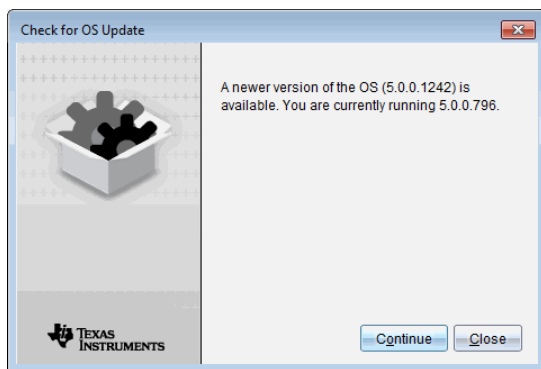 Check for OS Update
A newer version of the OS (5.0.0.1242) is
available. You are currently running 5.0.0.796.
TEXAS
INSTRUMENTS
Continue
Close